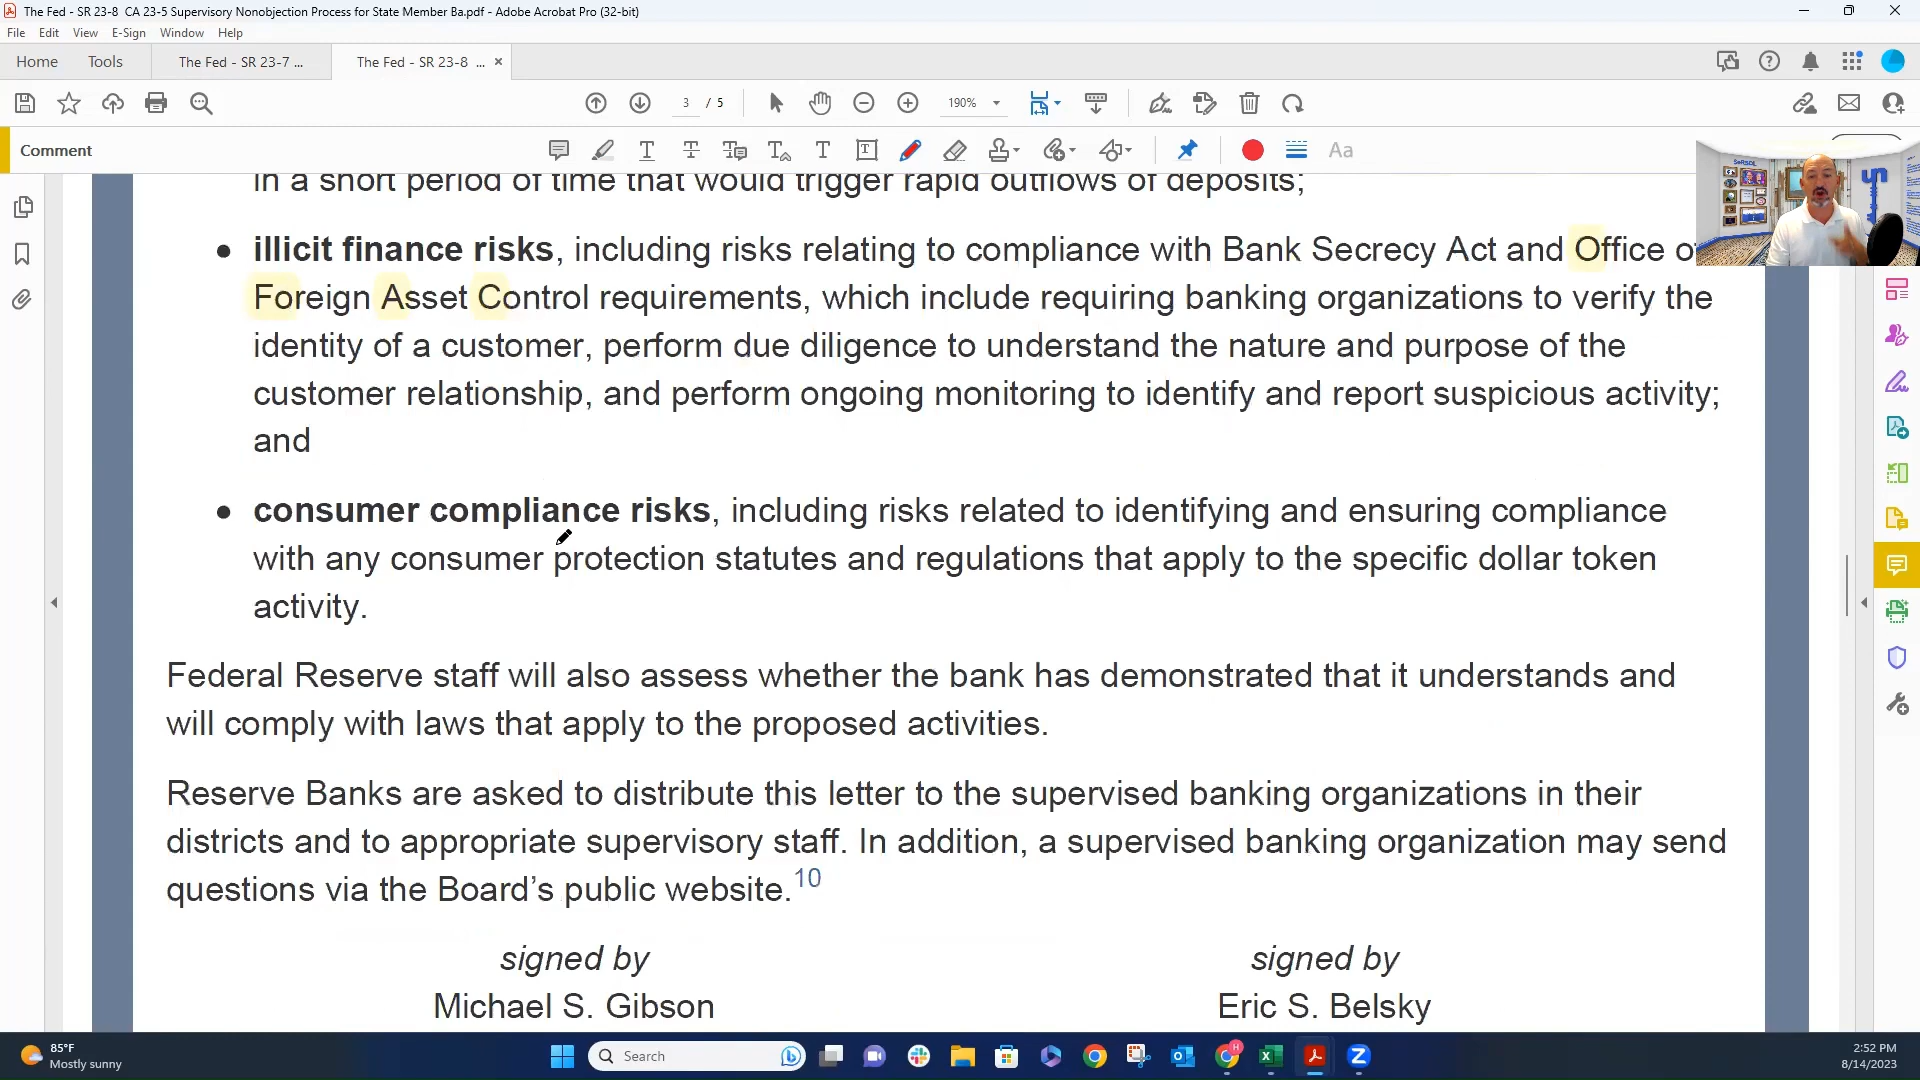 The Fed - SR 23-8 CA 23-5 Supervisory Nonobjection Process for State Member Ba.pdf - Adobe Acrobat Pro (32-bit)
File Edit View E-Sign Window Help
Home Tools The Fed - SR 23-7 ... The Fed - SR 23-8 ...
3 / 5 190%
Comment
Aa
in a short period of time that would trigger rapid outflows of deposits;
• illicit finance risks, including risks relating to compliance with Bank Secrecy Act and Office o
Foreign Asset Control requirements, which include requiring banking organizations to verify the
identity of a customer, perform due diligence to understand the nature and purpose of the
customer relationship, and perform ongoing monitoring to identify and report suspicious activity;
and
• consumer compliance risks, including risks related to identifying and ensuring compliance
with any consumer protection statutes and regulations that apply to the specific dollar token
activity.
Federal Reserve staff will also assess whether the bank has demonstrated that it understands and
will comply with laws that apply to the proposed activities.
Reserve Banks are asked to distribute this letter to the supervised banking organizations in their
districts and to appropriate supervisory staff. In addition, a supervised banking organization may send
questions via the Board’s public website.10
signed by signed by
Michael S. Gibson Eric S. Belsky
85°F
Mostly sunny
Search
2:52 PM
8/14/2023